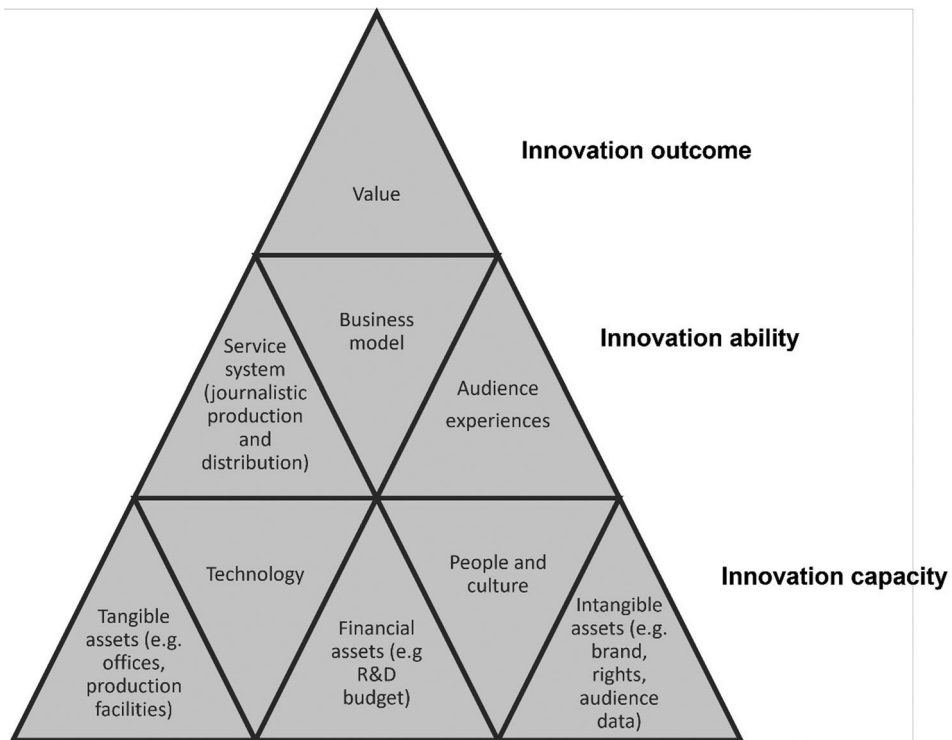 Innovation outcome
Value
Innovation ability
Business
model
Service
system
(journalistic
production
and
distribution)
Audience
experiences
Innovation capacity
Technology
People and
culture
Tangible
assets (e.g.
offices,
production
facilities)
Financial
assets (e.g
R&D
budget)
Intangible
assets (e.g.
brand,
rights,
audience
data)